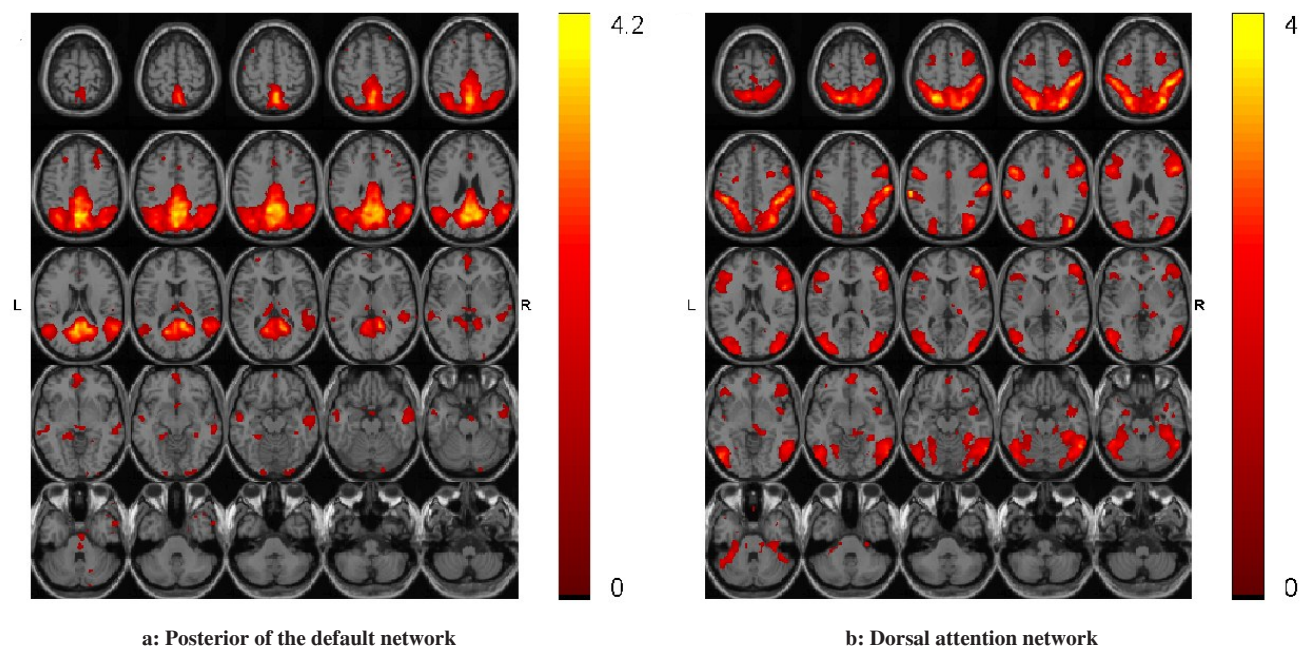 4.2
0
L
R
a: Posterior of the default network
4
0
L
R
b: Dorsal attention network